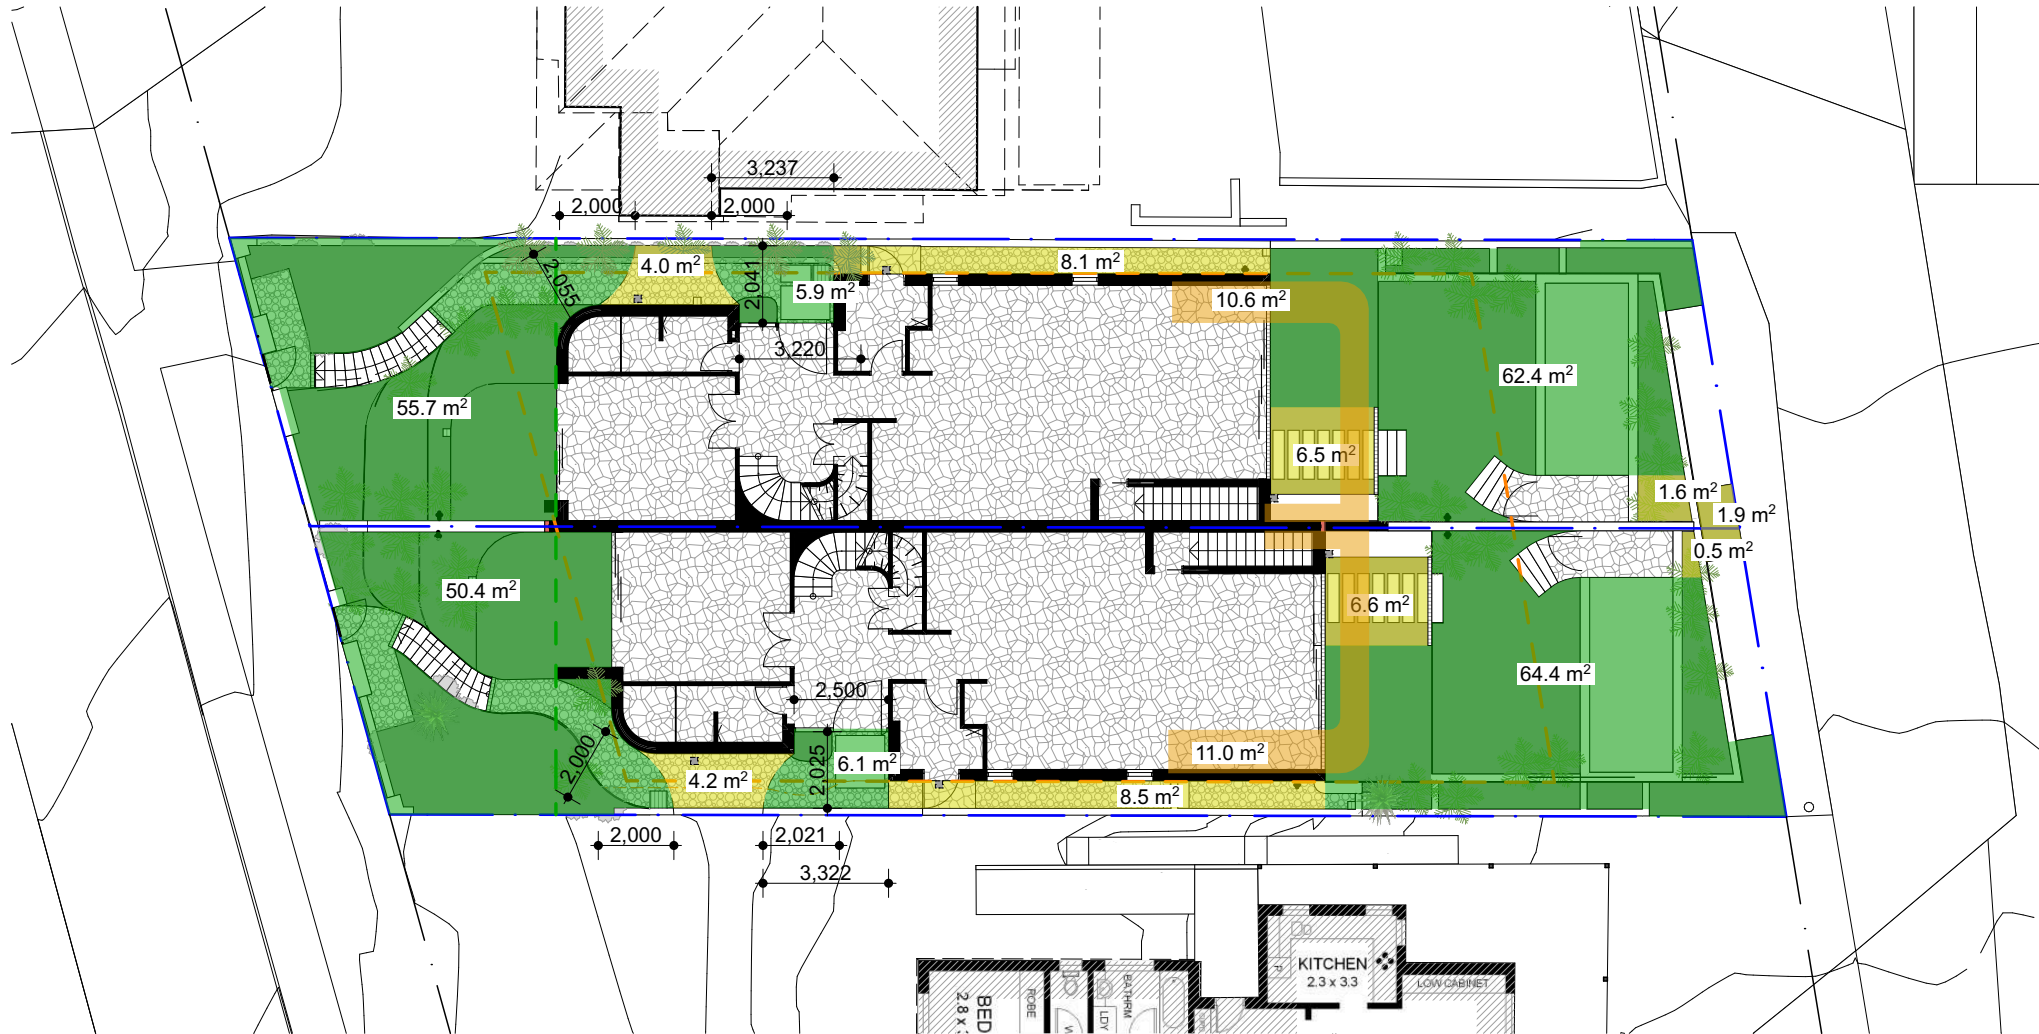 3,237
2,000
2,000
4.0 m²
8.1 m²
2,055
2,041
5.9 m²
10.6 m²
3,220
62.4 m²
55.7 m²
6.5 m²
1.6 m²
1.9 m²
0.5 m²
50.4 m²
6.6 m²
64.4 m²
2,500
2,000
2,025
6.1 m²
11.0 m²
4.2 m²
8.5 m²
2,000
2,021
3,322
KITCHEN
2.3 x 3.3
P
LOW CABINET
BED
2.8 x
ROBE
W
BATHRM
LDY